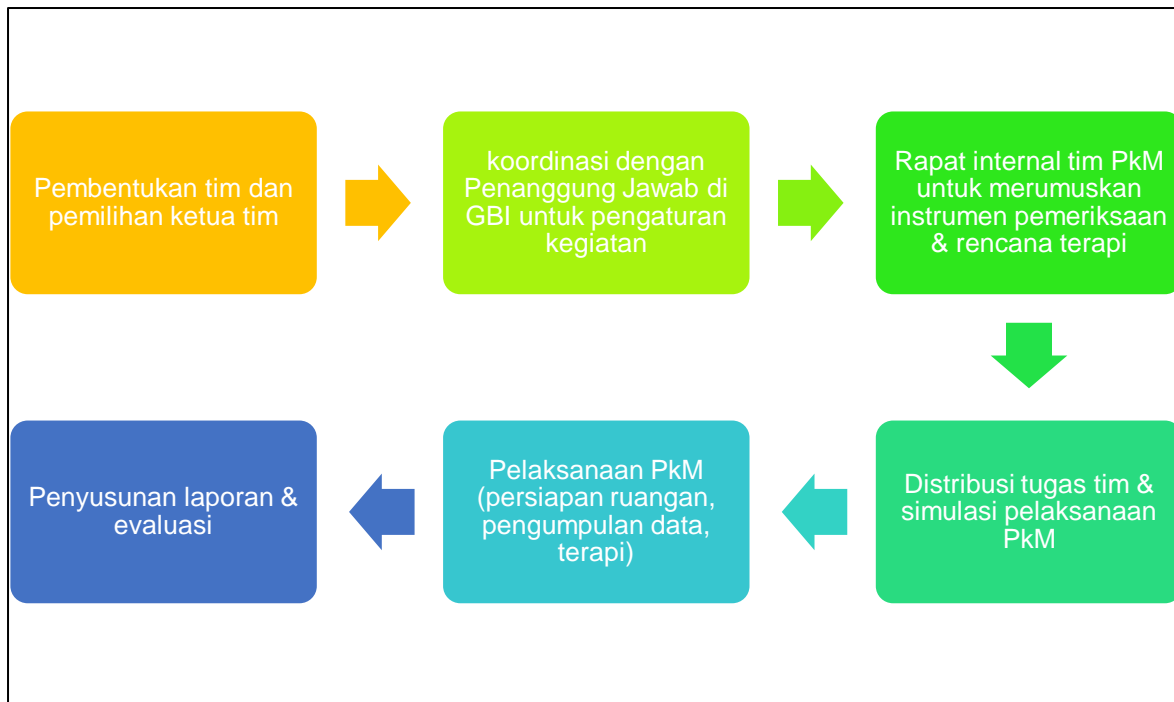 Pembentukan tim dan
pemilihan ketua tim
koordinasi dengan
Penanggung Jawab di
GBI untuk pengaturan
kegiatan
Rapat internal tim PkM
untuk merumuskan
instrumen pemeriksaan
& rencana terapi
Distribusi tugas tim &
simulasi pelaksanaan
PkM
Pelaksanaan PkM
(persiapan ruangan,
pengumpulan data,
terapi)
Penyusunan laporan &
evaluasi